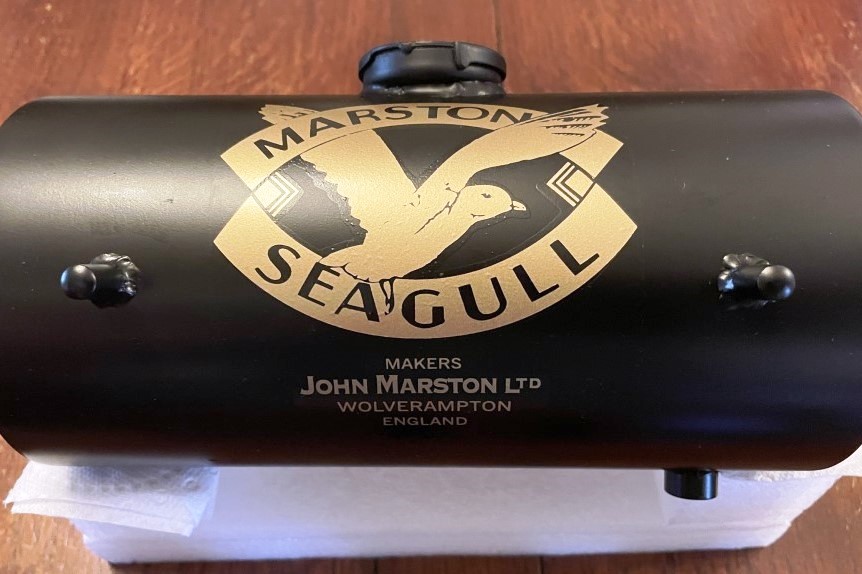 MARSTON
SEAGULL
MAKERS
JOHN MARSTON LTD
WOLVERAMPTON
ENGLAND